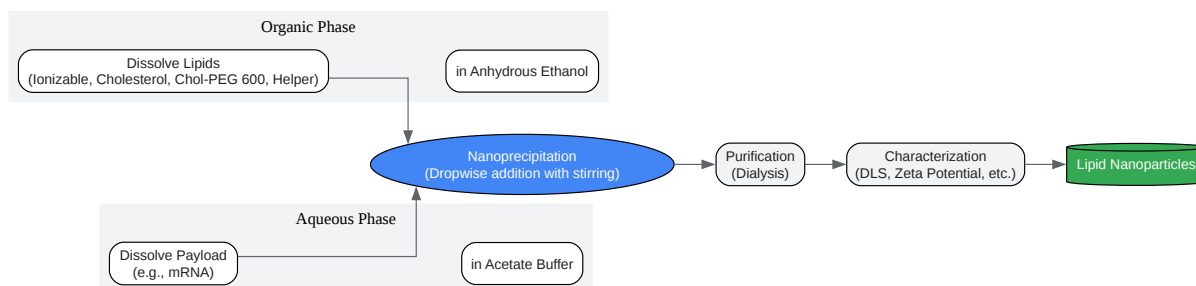 Organic Phase
Dissolve Lipids
(Ionizable, Cholesterol, Chol-PEG 600, Helper)
in Anhydrous Ethanol
Nanoprecipitation
(Dropwise addition with stirring)
Purification
(Dialysis)
Characterization
(DLS, Zeta Potential, etc.)
Lipid Nanoparticles
Aqueous Phase
Dissolve Payload
(e.g., mRNA)
in Acetate Buffer